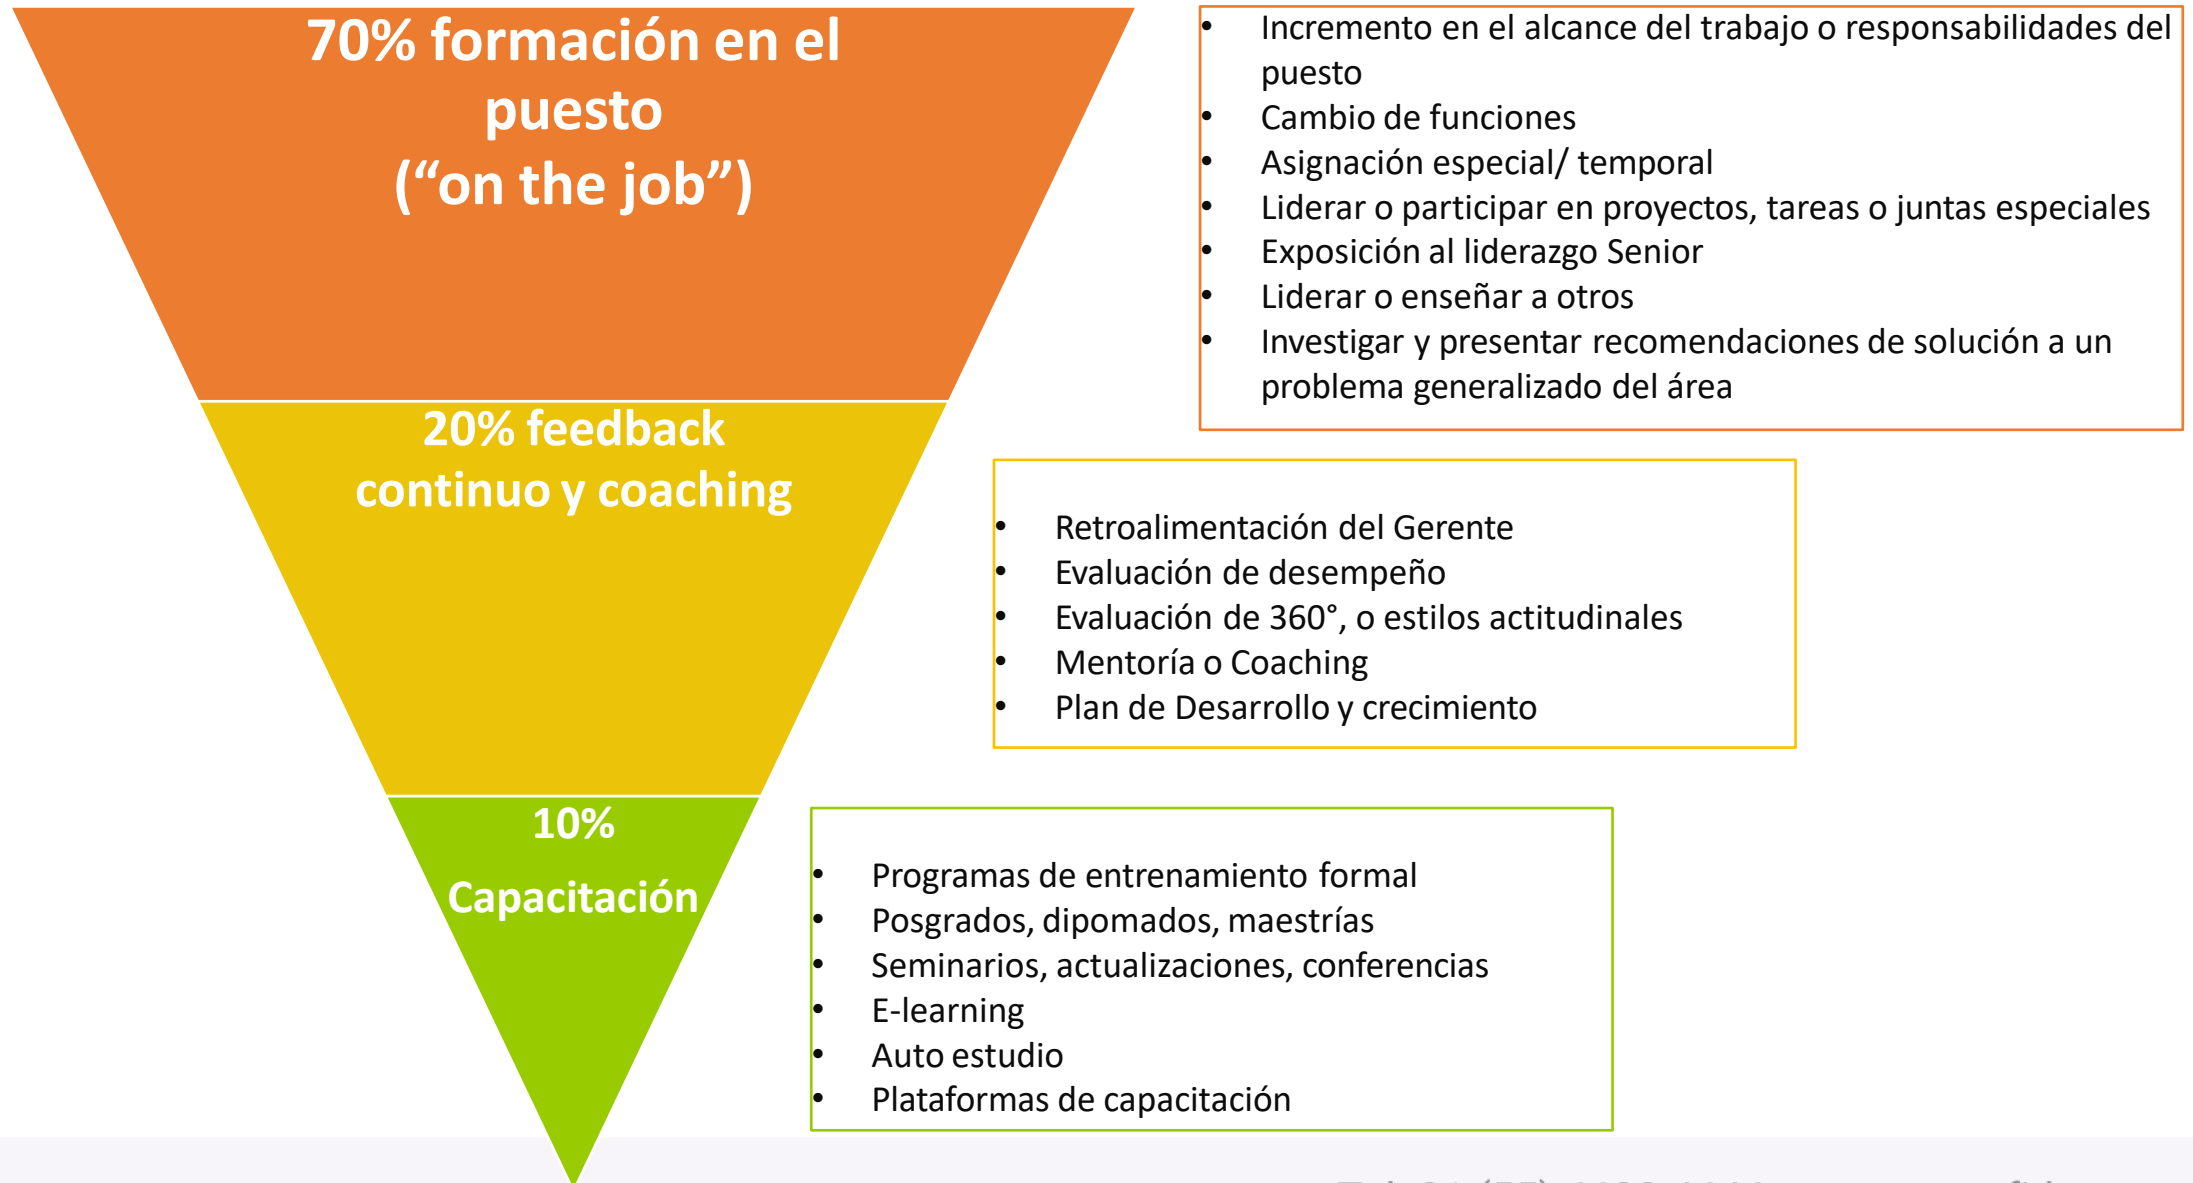 70% formación en el
puesto
(“on the job”)
• Incremento en el alcance del trabajo o responsabilidades del
puesto
• Cambio de funciones
• Asignación especial/ temporal
• Liderar o participar en proyectos, tareas o juntas especiales
• Exposición al liderazgo Senior
• Liderar o enseñar a otros
• Investigar y presentar recomendaciones de solución a un
problema generalizado del área
20% feedback
continuo y coaching
• Retroalimentación del Gerente
• Evaluación de desempeño
• Evaluación de 360°, o estilos actitudinales
• Mentoría o Coaching
• Plan de Desarrollo y crecimiento
10%
Capacitación
• Programas de entrenamiento formal
• Posgrados, dipomados, maestrías
• Seminarios, actualizaciones, conferencias
• E-learning
• Auto estudio
• Plataformas de capacitación